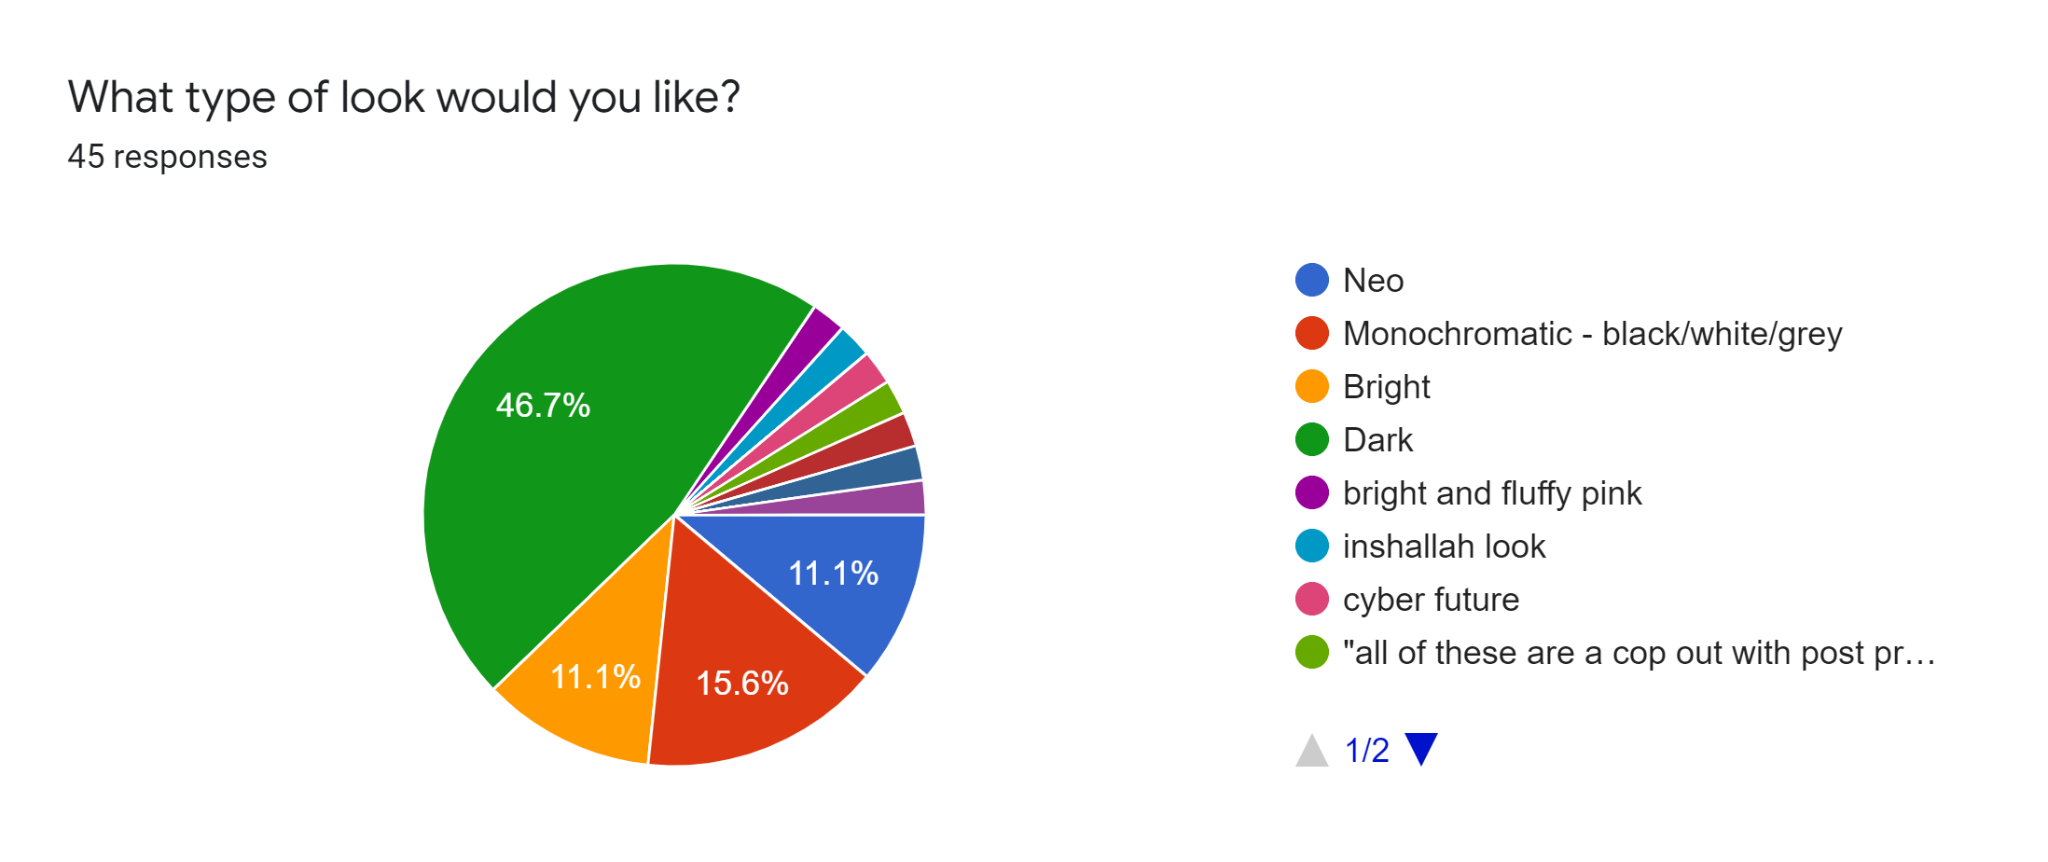 What type of look would you like?
45 responses
46.7%
11.1%
11.1%
15.6%
Neo
Monochromatic - black/white/grey
Bright
Dark
bright and fluffy pink
inshallah look
cyber future
"all of these are a cop out with post pr…
1/2